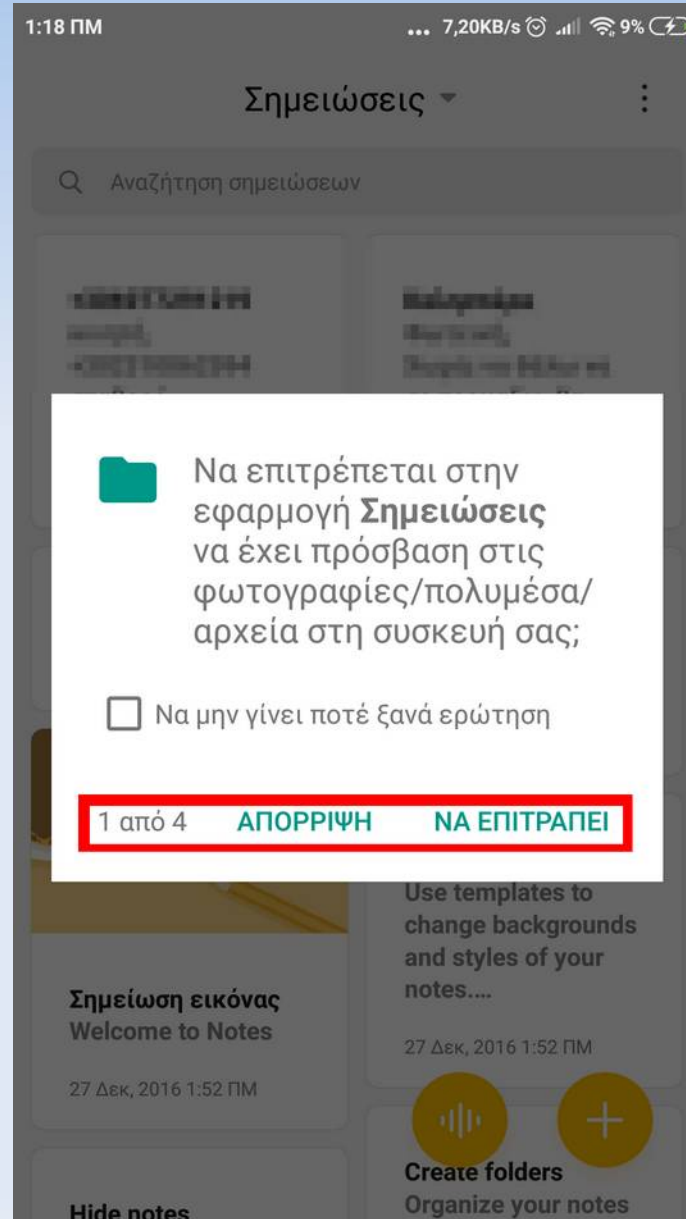 1:18 ΠΜ
... 7,20KB/s 9%
Σημειώσεις
Αναζήτηση σημειώσεων
Να επιτρέπεται στην
εφαρμογή Σημειώσεις
να έχει πρόσβαση στις
φωτογραφίες/πολυμέσα/
αρχεία στη συσκευή σας;
Να μην γίνει ποτέ ξανά ερώτηση
1 από 4 ΑΠΟΡΡΙΨΗ ΝΑ ΕΠΙΤΡΑΠΕΙ
Use templates to
change backgrounds
and styles of your
notes....
27 Δεκ, 2016 1:52 ΠΜ
Σημείωση εικόνας
Welcome to Notes
27 Δεκ, 2016 1:52 ΠΜ
Create folders
Organize your notes
Hide notes